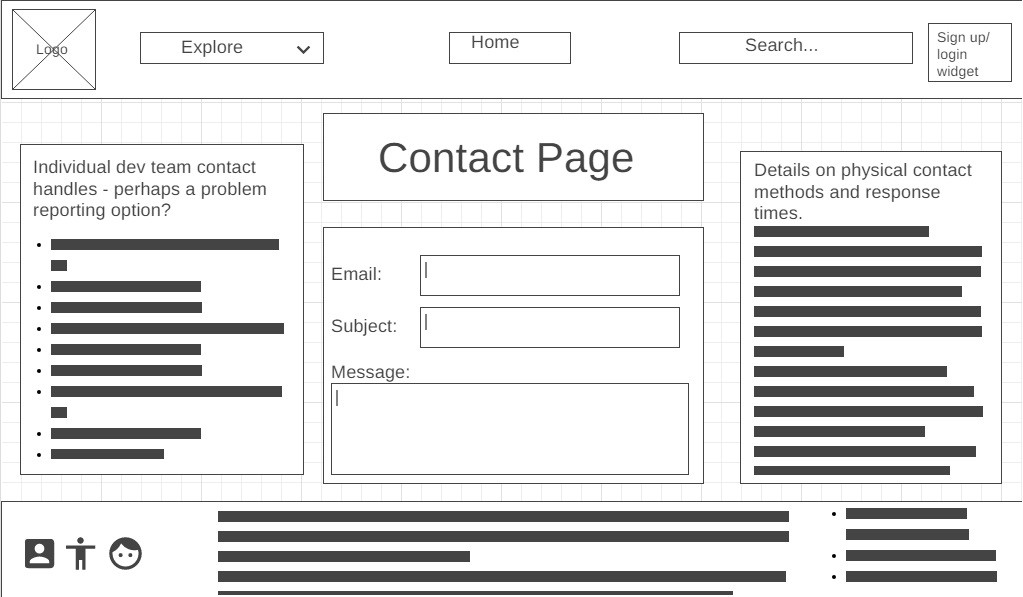 Logo
Explore
Home
Search...
Sign up/
login
widget
Contact Page
Individual dev team contact
handles - perhaps a problem
reporting option?
Email:
Subject:
Message:
Details on physical contact
methods and response
times.